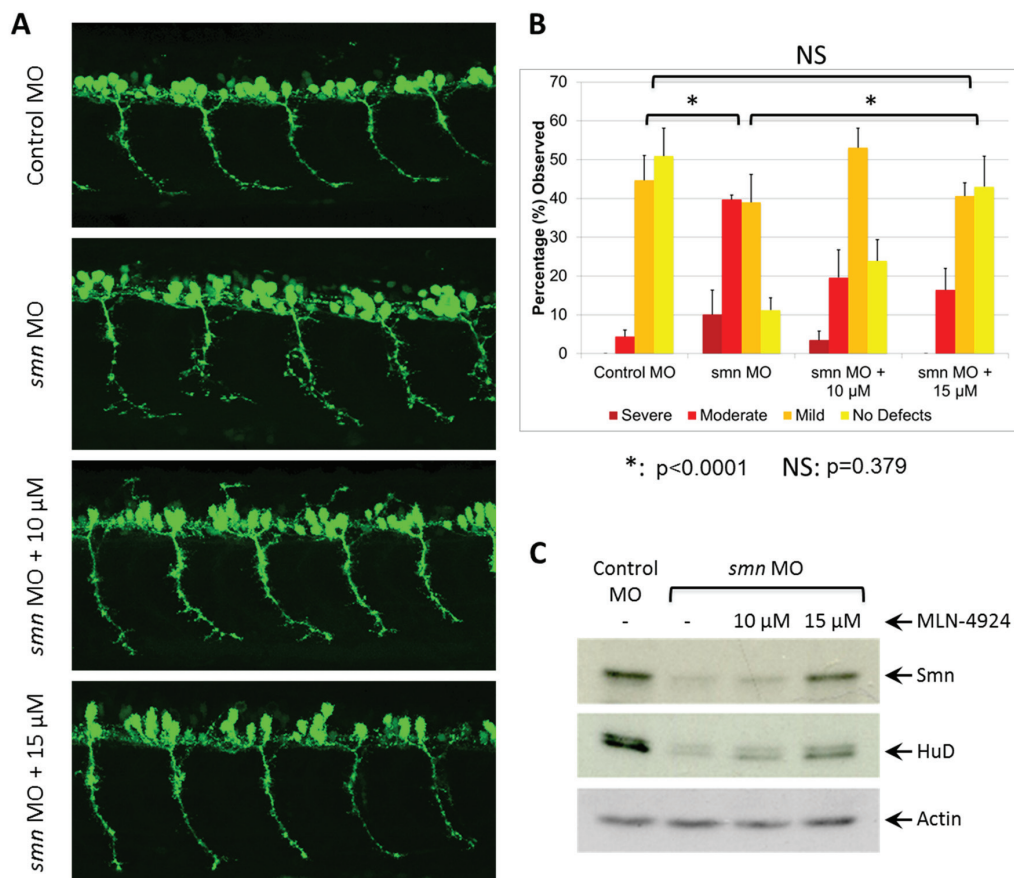 A
Control MO
smn MO
smn MO + 10 μM
smn MO + 15 μM
B
NS
* *
Percentage (%) Observed
70
60
50
40
30
20
10
0
Control MO smn MO smn MO + 10 μM smn MO + 15 μM
Severe Moderate Mild No Defects
*: p<0.0001 NS: p=0.379
C
Control MO smn MO
- - 10 μM 15 μM MLN-4924
Smn
HuD
Actin